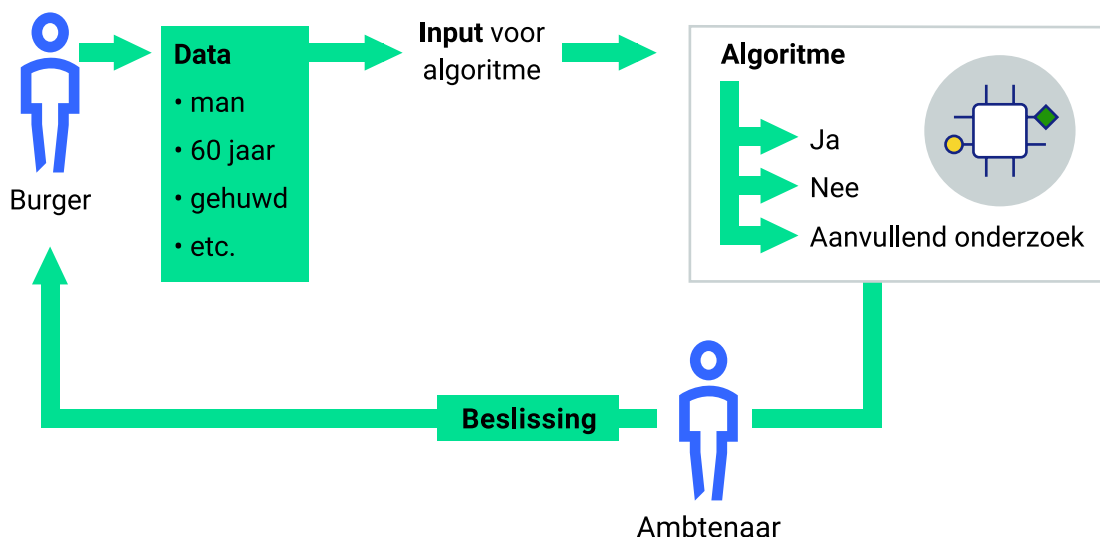 Burger
Data
• man
• 60 jaar
• gehuwd
• etc.
Input voor
algoritme
Algoritme
Ja
Nee
Aanvullend onderzoek
Beslissing
Ambtenaar